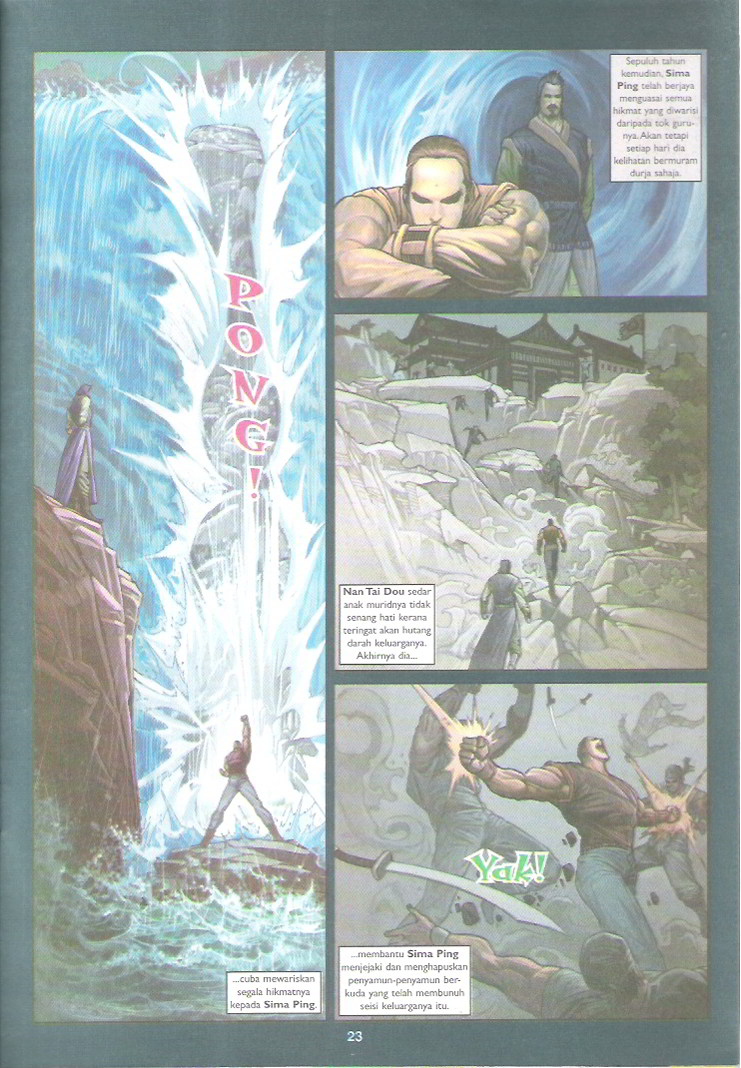 PONG!
...cuba mewariskan
segala hikmatnya
kepada Sima Ping.
Sepuluh tahun
kemudian, Sima
Ping telah berjaya
menguasai semua
hikmat yang diwarisi
daripada tok guru-
nya. Akan tetapi
setiap hari dia
kelihatan bermuram
durja sahaja.
Nan Tai Dou sedar
anak muridnya tidak
senang hati kerana
teringat akan hutang
darah keluarganya.
Akhirnya dia...
Yak!
...membantu Sima Ping
menjejaki dan menghapuskan
penyamun-penyamun ber-
kuda yang telah membunuh
seisi keluarganya itu.
23